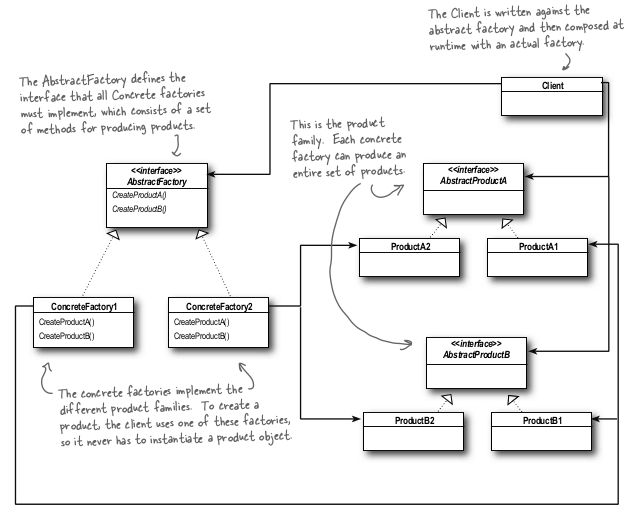 The Client is written against the
abstract factory and then composed at
runtime with an actual factory.
Client
The AbstractFactory defines the
interface that all Concrete factories
must implement, which consists of a set
of methods for producing products.
This is the product
family. Each concrete
factory can produce an
entire set of products.
<<interface>>
AbstractFactory
CreateProductA()
CreateProductB()
<<interface>>
AbstractProductA
ProductA2
ProductA1
ConcreteFactory1
CreateProductA()
CreateProductB()
ConcreteFactory2
CreateProductA()
CreateProductB()
<<interface>>
AbstractProductB
ProductB2
ProductB1
The concrete factories implement the
different product families. To create a
product, the client uses one of these factories,
so it never has to instantiate a product object.